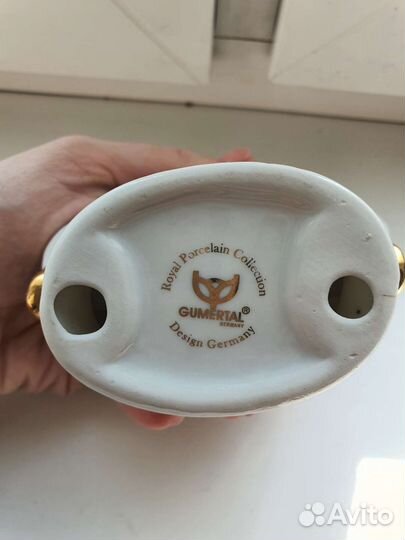 Royal Porcelain Collection
GUMERTAL®
GERMANY
Design Germany
Avito